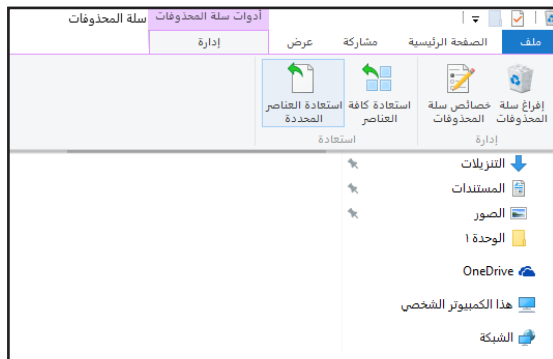 أدوات سلة المحذوفات سلة المحذوفات
ملف الصفحة الرئيسية مشاركة عرض إدارة
إفراغ سلة المحذوفات
خصائص سلة المحذوفات
استعادة كافة العناصر
استعادة العناصر المحددة
إدارة استعادة
التنزيلات
المستندات
الصور
الوحدة ١
OneDrive
هذا الكمبيوتر الشخصي
الشبكة